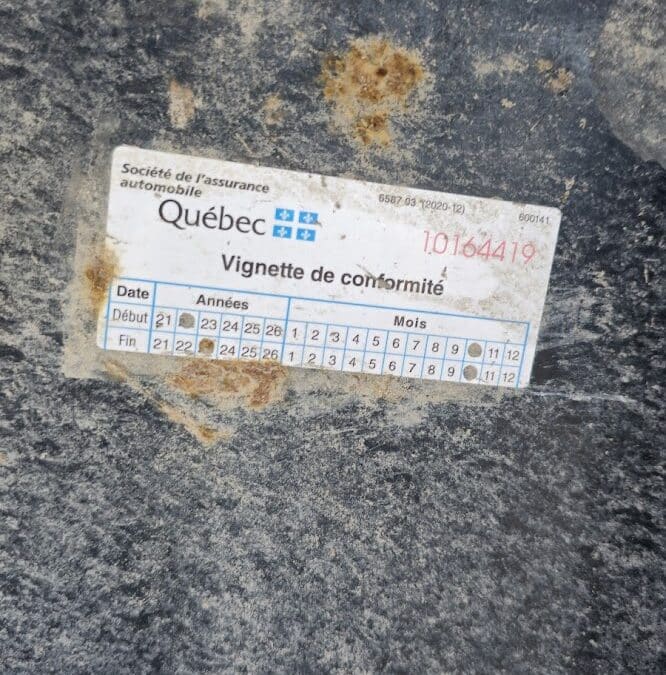 Société de l'assurance
automobile
Québec
6587 03 (2020-12)
600141
10164419
Vignette de conformité
Date Années Mois
Début 21 23 24 25 26 1 2 3 4 5 6 7 8 9 11 12
Fin 21 22 24 25 26 1 2 3 4 5 6 7 8 9 11 12